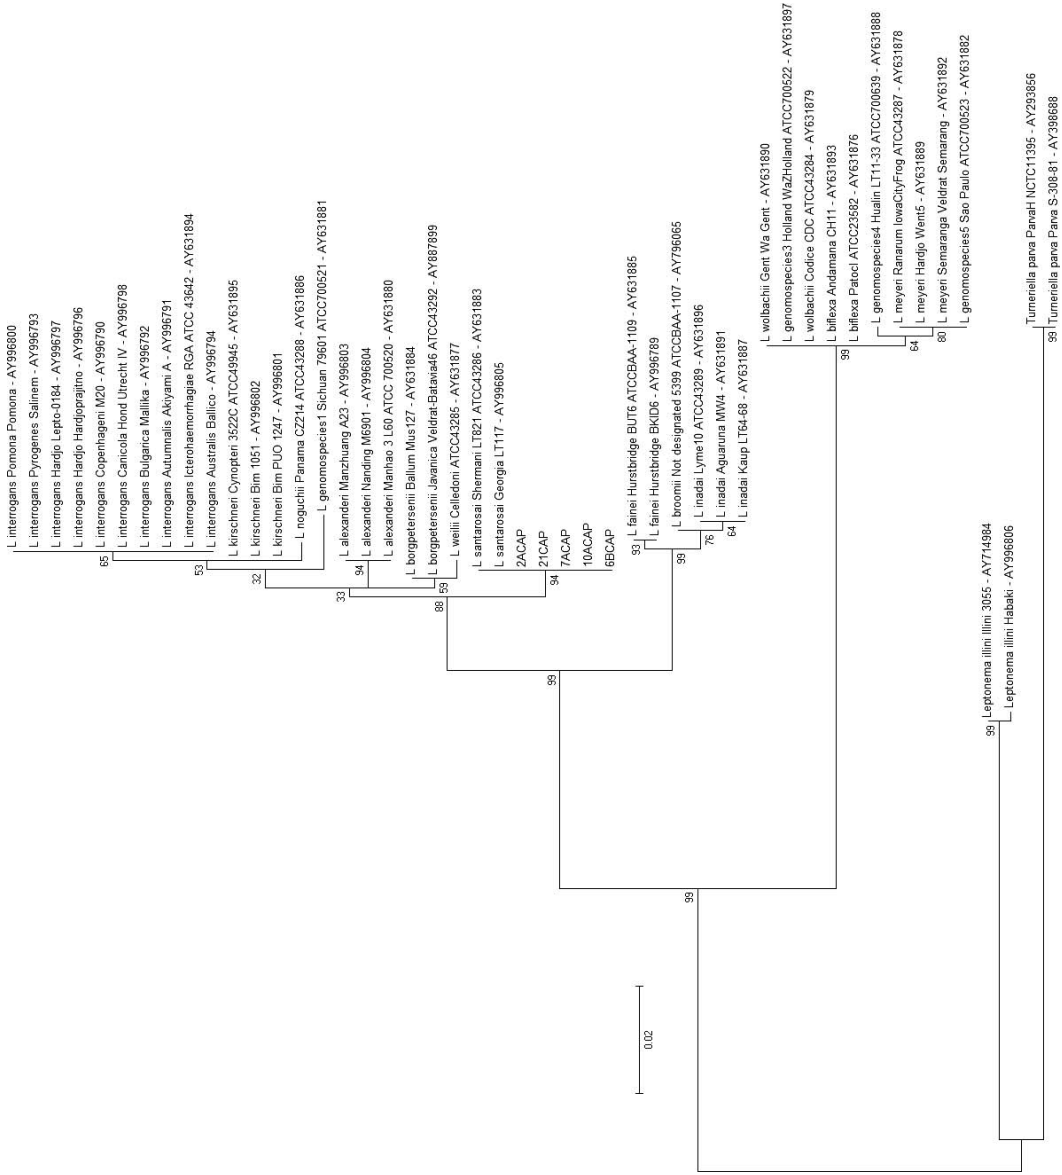 L interrogans Pomona Pomona - AY996800
L interrogans Pyrogenes Salinem - AY996793
L interrogans Hardjo Lepto-0184 - AY996797
L interrogans Hardjo Hardjoprajitno - AY996796
L interrogans Copenhageni M20 - AY996790
L interrogans Canicola Hond Utrecht IV - AY996798
L interrogans Bulgarica Mallika - AY996792
L interrogans Autumnalis Akiyami A - AY996791
L interrogans Icterohaemorrhagiae RGA ATCC 43642 - AY631894
L interrogans Australis Ballico - AY996794
L kirschneri Cynopteri 3522C ATCC49945 - AY631895
L kirschneri Bim 1051 - AY996802
L kirschneri Bim PUO 1247 - AY996801
L noguchii Panama CZ214 ATCC43288 - AY631886
L genomospecies1 Sichuan 79601 ATCC700521 - AY631881
L alexanderi Manzhuang A23 - AY996803
L alexanderi Nanding M6901 - AY996804
L alexanderi Manhao 3 L60 ATCC 700520 - AY631880
L borgpetersenii Ballum Mus127 - AY631884
L borgpetersenii Javanica Veldrat-Batavia46 ATCC43292 - AY887899
L weilii Celledoni ATCC43285 - AY631877
L santarosai Shermani LT821 ATCC43286 - AY631883
L santarosai Georgia LT117 - AY996805
2ACAP
21CAP
7ACAP
10ACAP
6BCAP
L fainei Hurstbridge BUT6 ATCCBAA-1109 - AY631885
L fainei Hurstbridge BKID6 - AY996789
L broomii Not designated 5399 ATCCBAA-1107 - AY796065
L inadai Lyme10 ATCC43289 - AY631896
L inadai Aguaruna MW4 - AY631891
L inadai Kaup LT64-68 - AY631887
L wolbachii Gent Wa Gent - AY631890
L genomospecies3 Holland WaZHolland ATCC700522 - AY631897
L wolbachii Codice CDC ATCC43284 - AY631879
L biflexa Andamana CH11 - AY631893
L biflexa PatocI ATCC23582 - AY631876
L genomospecies4 Hualin LT11-33 ATCC700639 - AY631888
L meyeri Ranarum IowaCityFrog ATCC43287 - AY631878
L meyeri Hardjo Went5 - AY631889
L meyeri Semaranga Veldrat Semarang - AY631892
L genomospecies5 Sao Paulo ATCC700523 - AY631882
Leptonema illini Illini 3055 - AY714984
Leptonema illini Habaki - AY996806
Turneriella parva ParvaH NCTC11395 - AY293856
Turneriella parva Parva S-308-81 - AY398688
65
53
32
94
33
59
88
94
99
93
99
76
64
99
99
64
80
99
99
0.02